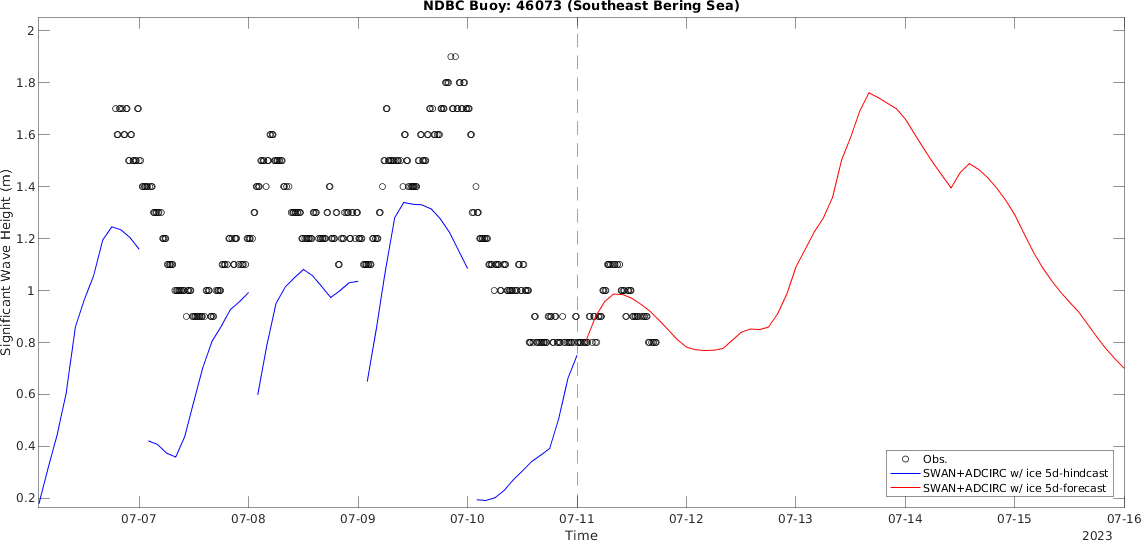 NDBC Buoy: 46073 (Southeast Bering Sea)
2
1.8
1.6
1.4
1.2
1
0.8
0.6
0.4
0.2
Significant Wave Height (m)
Obs.
SWAN+ADCIRC w/ ice 5d-hindcast
SWAN+ADCIRC w/ ice 5d-forecast
07-07 07-08 07-09 07-10 07-11 07-12 07-13 07-14 07-15 07-16
Time
2023